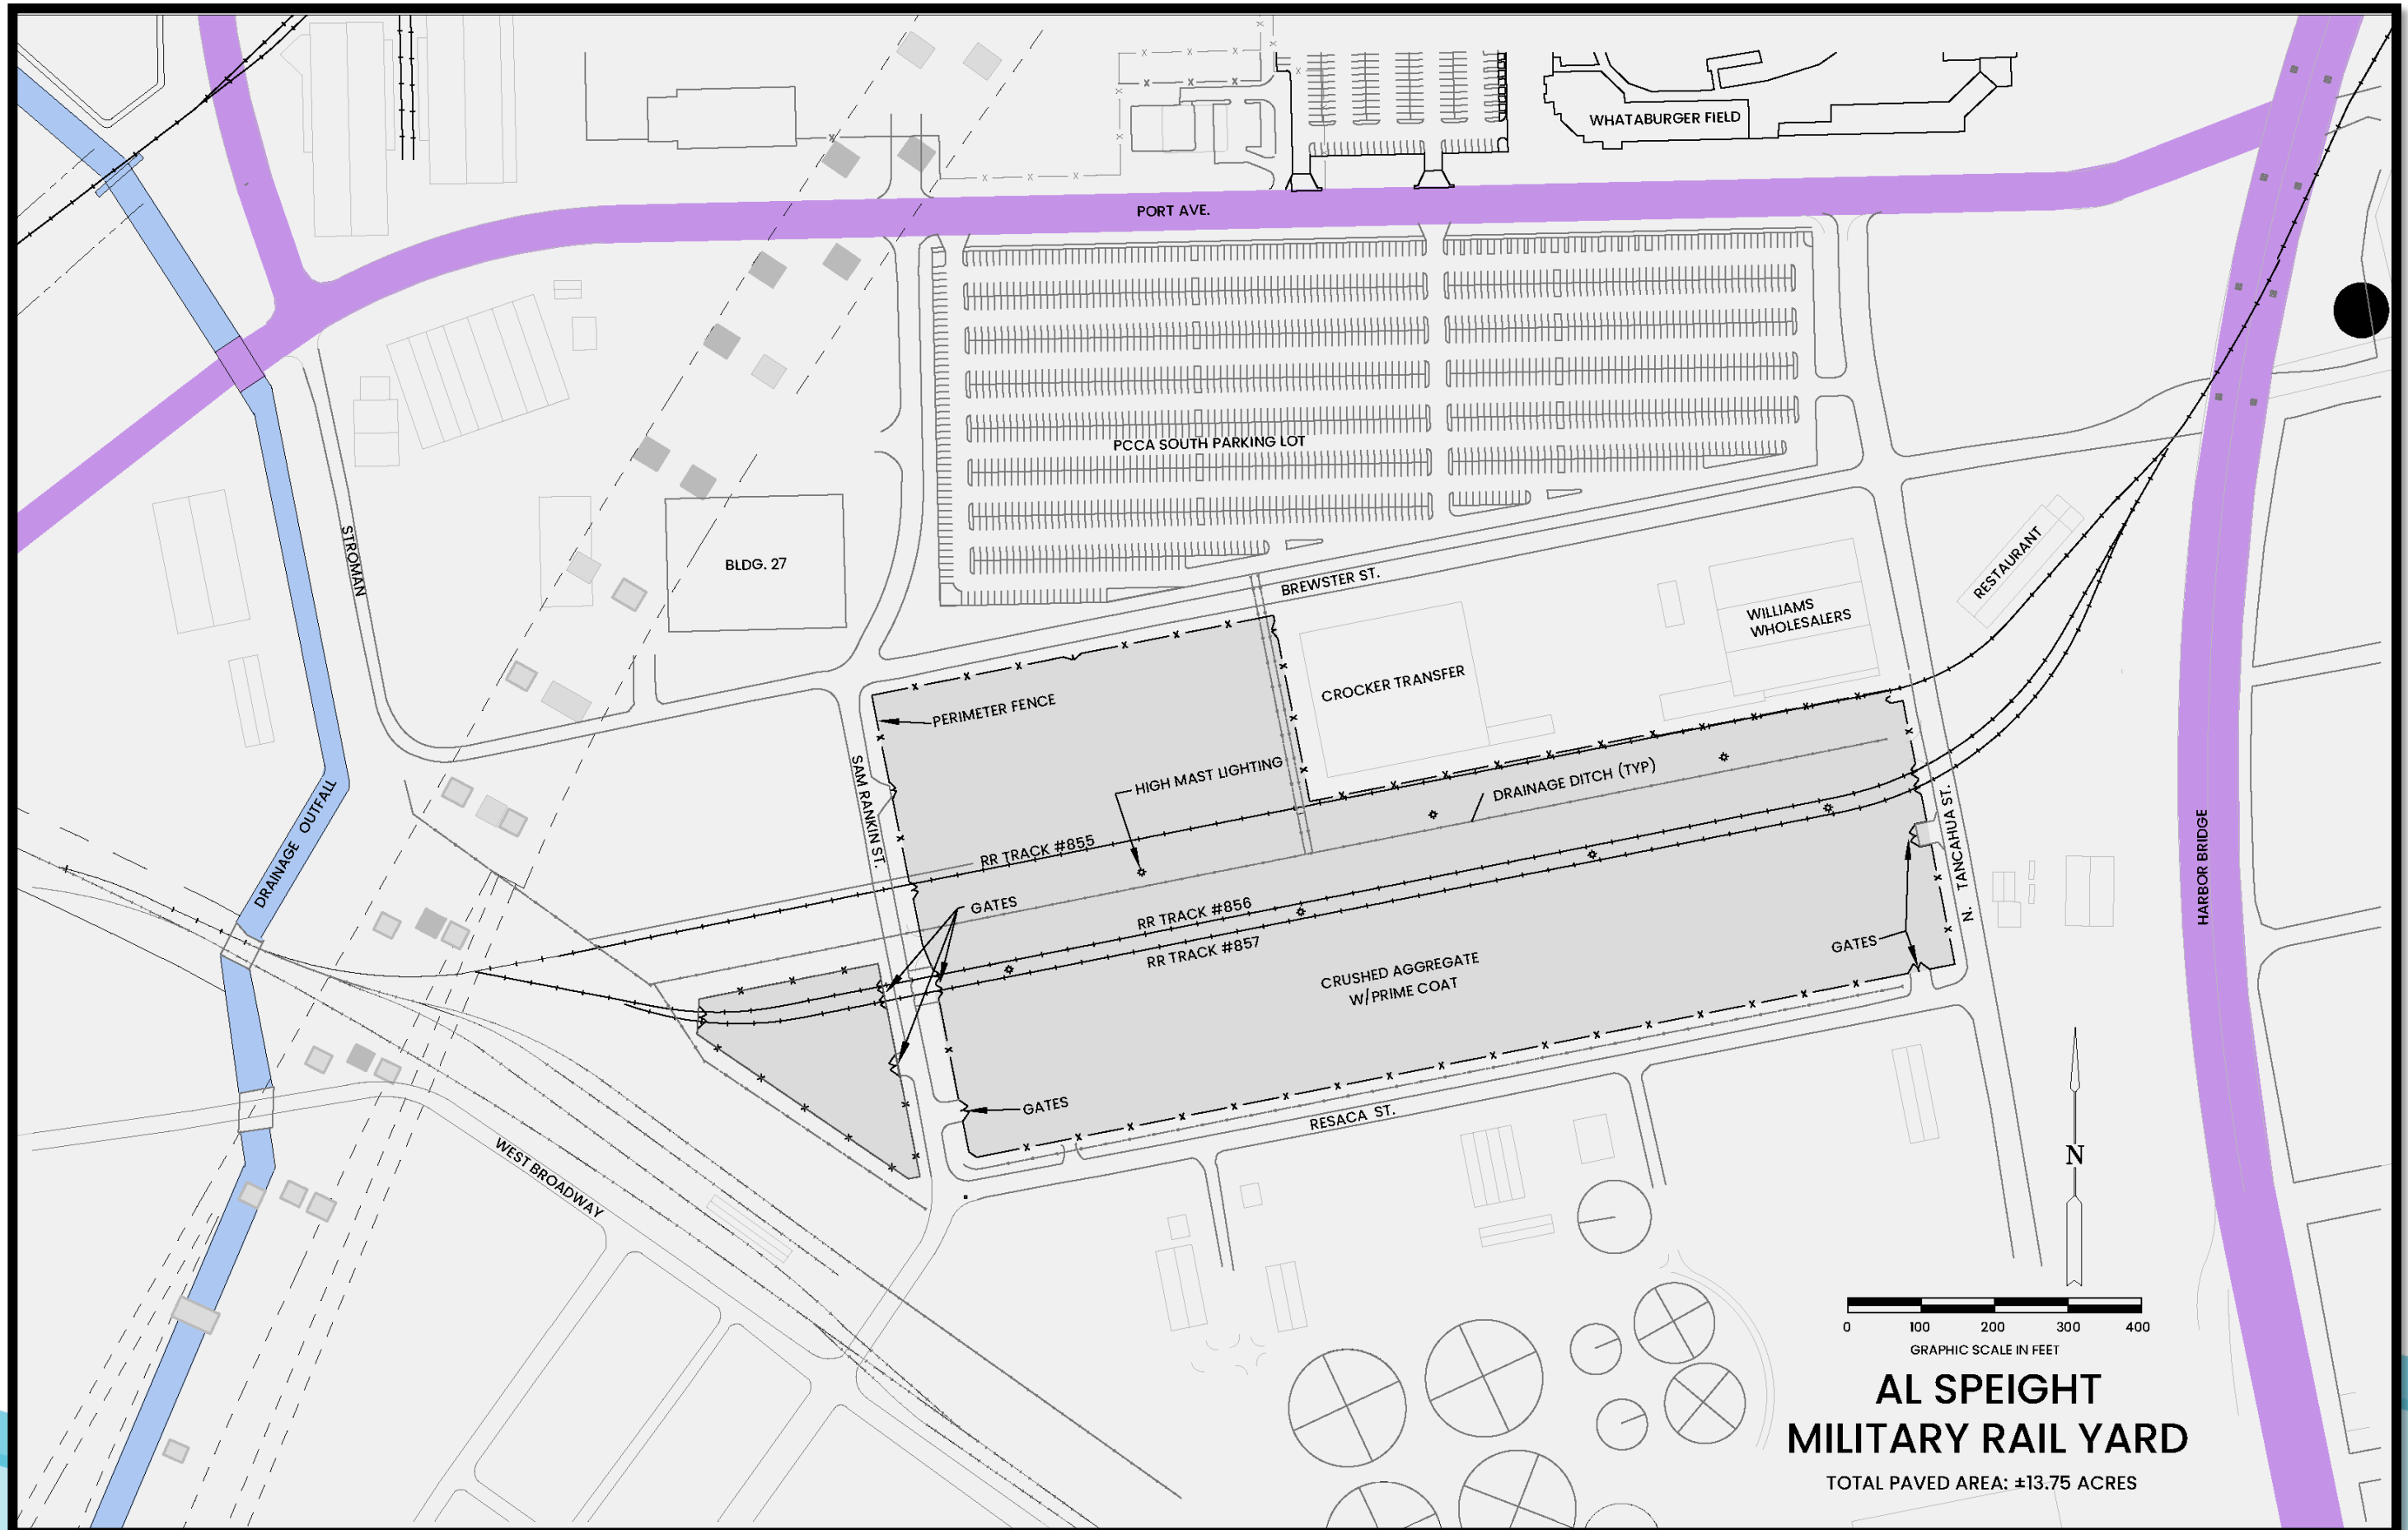 WHATABURGER FIELD
PORT AVE.
PCCA SOUTH PARKING LOT
STROMAN
BLDG. 27
BREWSTER ST.
RESTAURANT
WILLIAMS
WHOLESALERS
CROCKER TRANSFER
PERIMETER FENCE
SAM RANKIN ST.
HIGH MAST LIGHTING
DRAINAGE DITCH (TYP)
DRAINAGE OUTFALL
RR TRACK #855
N. TANCAHUA ST.
HARBOR BRIDGE
GATES
RR TRACK #856
RR TRACK #857
GATES
CRUSHED AGGREGATE
W/PRIME COAT
GATES
RESACA ST.
WEST BROADWAY
N
0 100 200 300 400
GRAPHIC SCALE IN FEET
AL SPEIGHT
MILITARY RAIL YARD
TOTAL PAVED AREA: ±13.75 ACRES